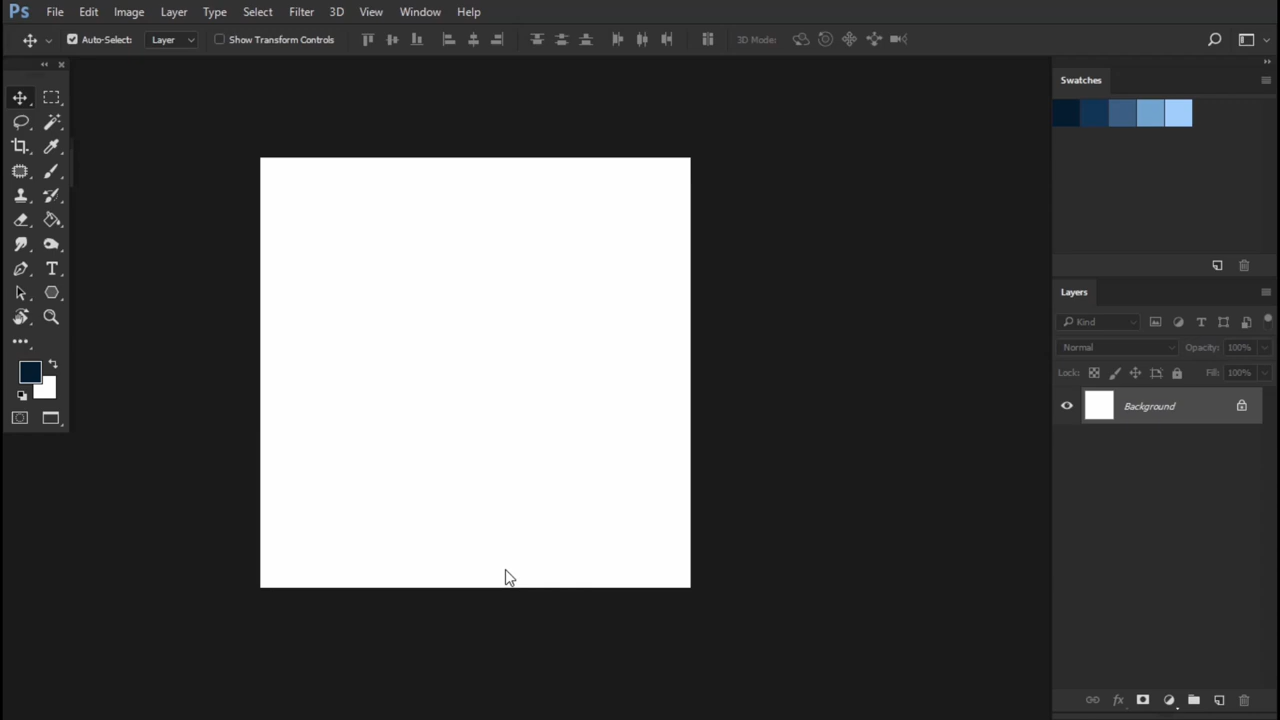 Ps File Edit Image Layer Type Select Filter 3D View Window Help
Auto-Select: Layer Show Transform Controls 3D Mode:
Swatches
Layers
Kind
Normal Opacity: 100%
Lock: Fill: 100%
Background
fx